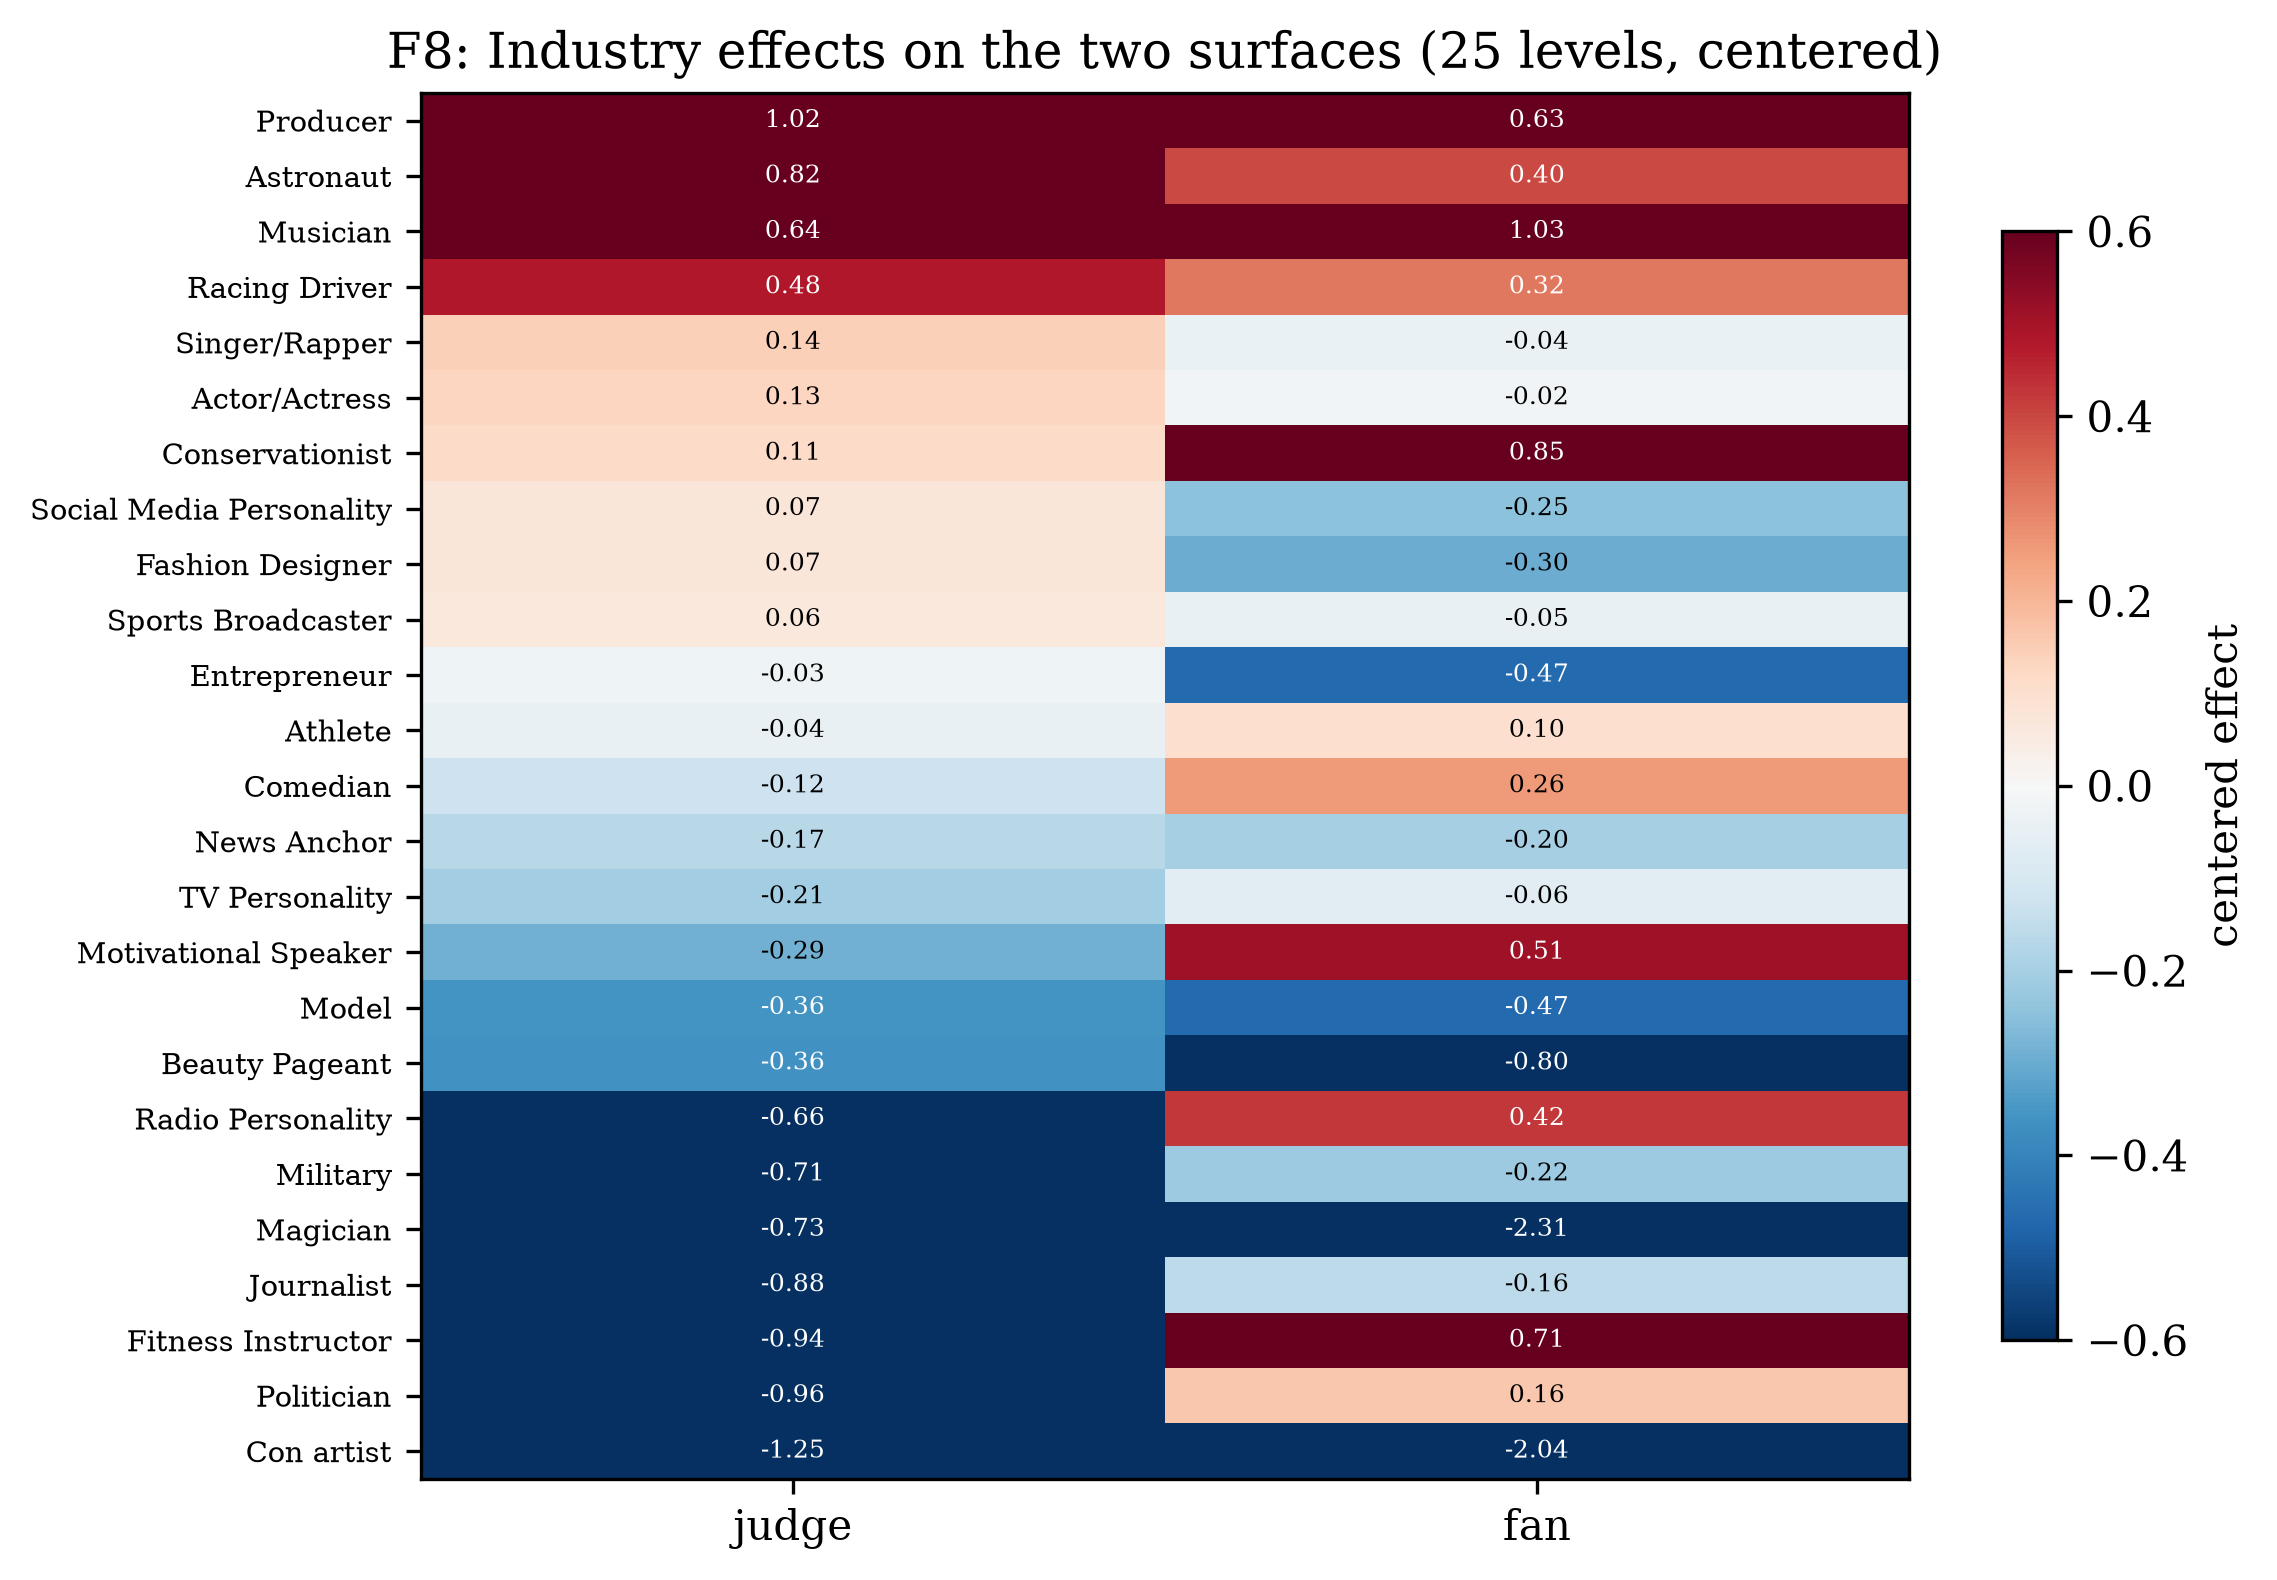 F8: Industry effects on the two surfaces (25 levels, centered)
Producer 1.02 0.63
Astronaut 0.82 0.40
Musician 0.64 1.03
Racing Driver 0.48 0.32
Singer/Rapper 0.14 -0.04
Actor/Actress 0.13 -0.02
Conservationist 0.11 0.85
Social Media Personality 0.07 -0.25
Fashion Designer 0.07 -0.30
Sports Broadcaster 0.06 -0.05
Entrepreneur -0.03 -0.47
Athlete -0.04 0.10
Comedian -0.12 0.26
News Anchor -0.17 -0.20
TV Personality -0.21 -0.06
Motivational Speaker -0.29 0.51
Model -0.36 -0.47
Beauty Pageant -0.36 -0.80
Radio Personality -0.66 0.42
Military -0.71 -0.22
Magician -0.73 -2.31
Journalist -0.88 -0.16
Fitness Instructor -0.94 0.71
Politician -0.96 0.16
Con artist -1.25 -2.04
judge fan
0.6
0.4
0.2
0.0
−0.2
−0.4
−0.6
centered effect